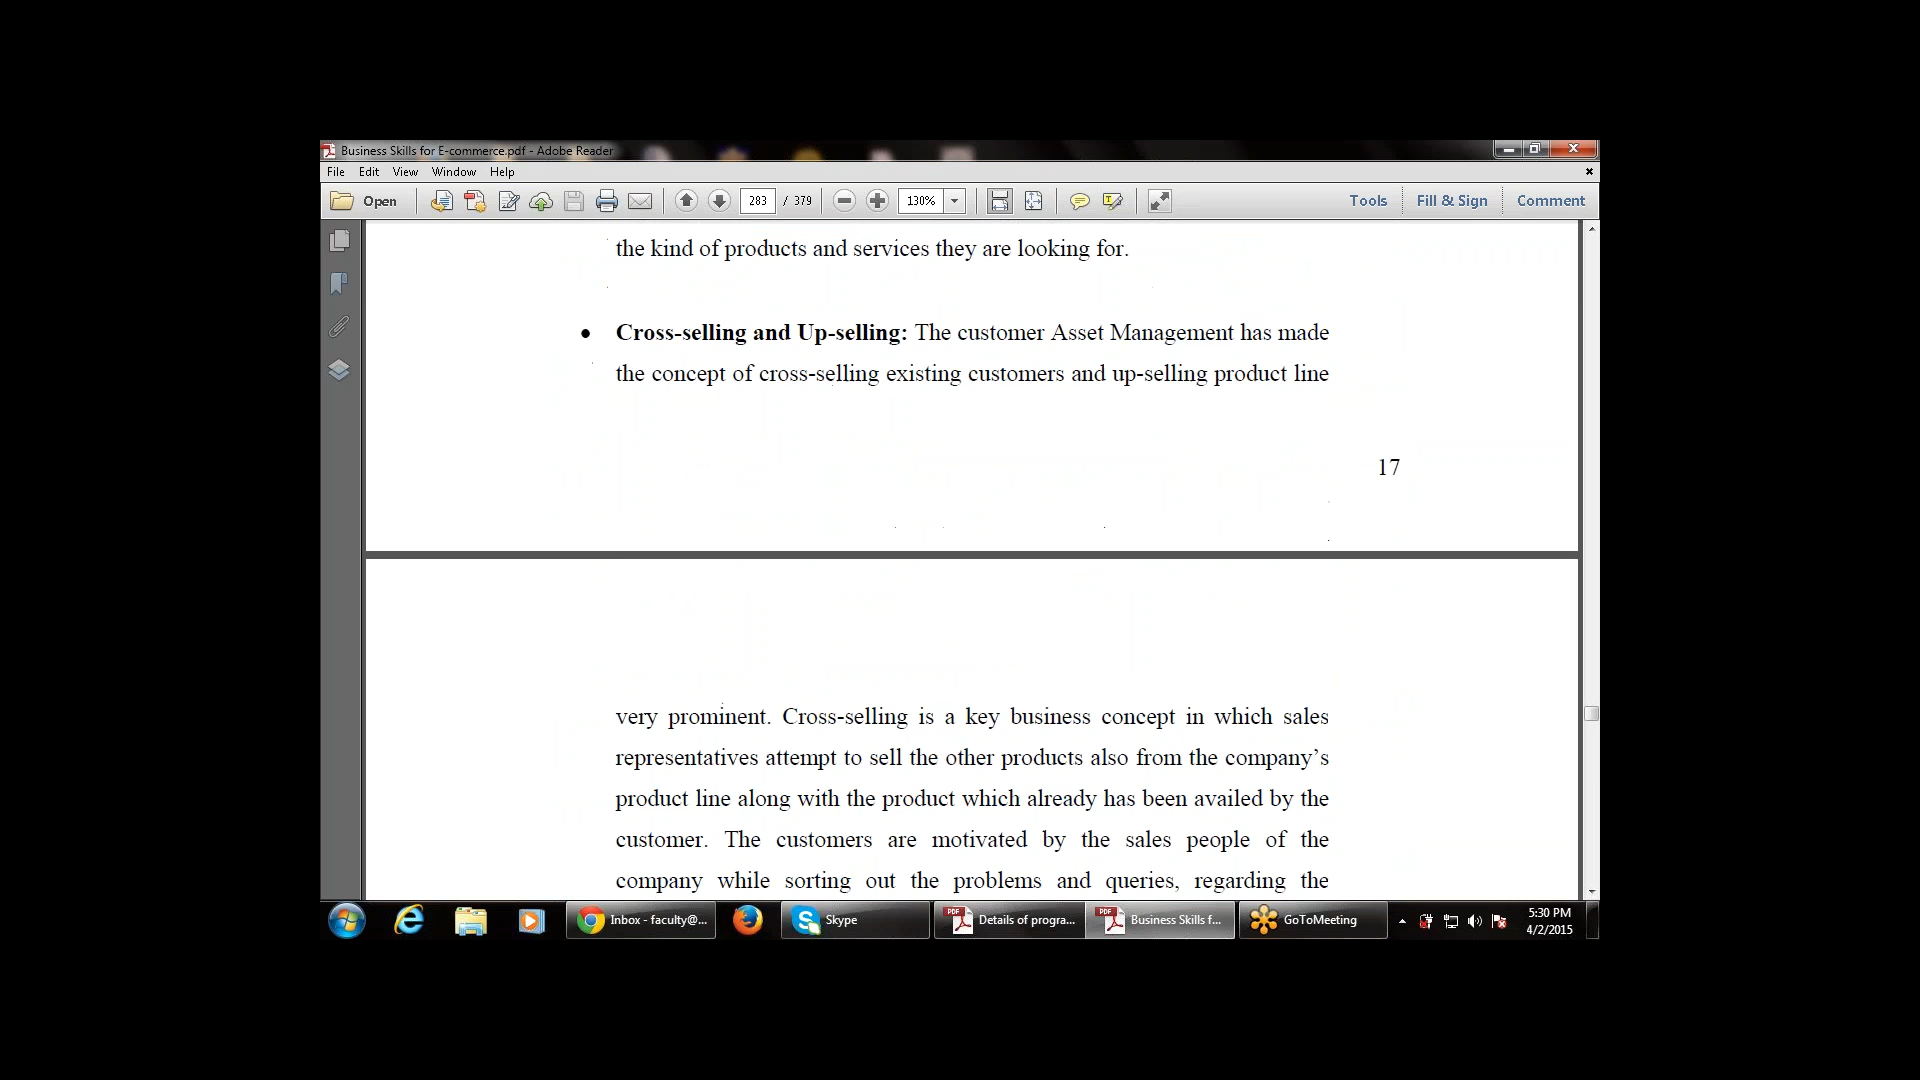 Business Skills for E-commerce.pdf - Adobe Reader
File Edit View Window Help
Open 283 / 379 130% Tools Fill & Sign Comment
the kind of products and services they are looking for.
• Cross-selling and Up-selling: The customer Asset Management has made
the concept of cross-selling existing customers and up-selling product line
17
very prominent. Cross-selling is a key business concept in which sales
representatives attempt to sell the other products also from the company’s
product line along with the product which already has been availed by the
customer. The customers are motivated by the sales people of the
company while sorting out the problems and queries, regarding the
Inbox - faculty@... Skype Details of progra... Business Skills f... GoToMeeting 5:30 PM
4/2/2015